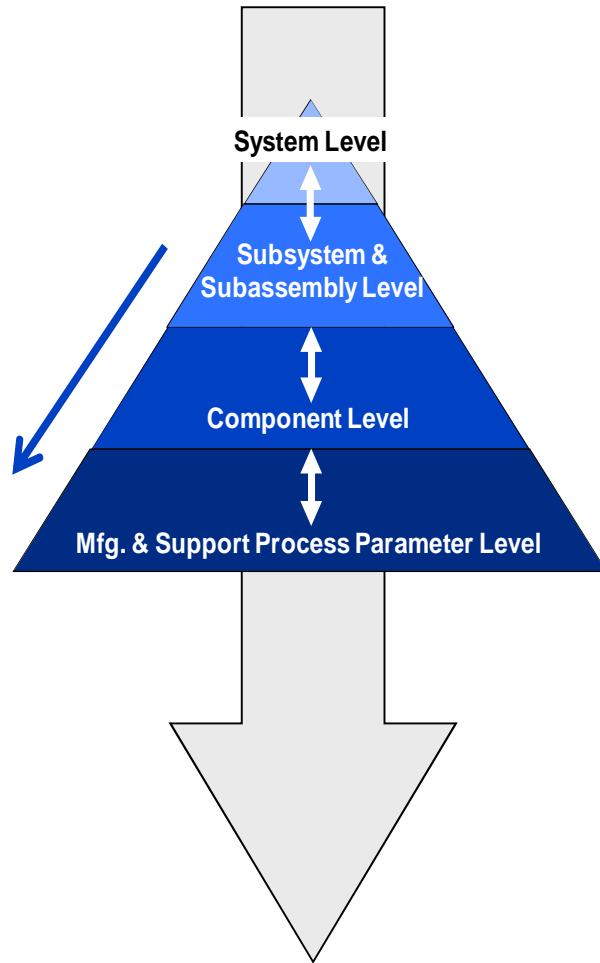 System Level
Subsystem &
Subassembly Level
Component Level
Mfg. & Support Process Parameter Level